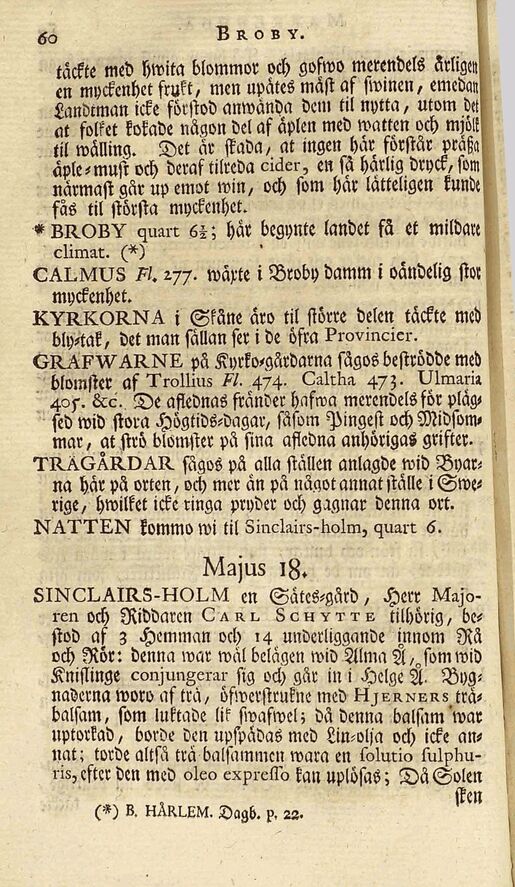 60 BROBY.
täckte med hwita blommor och gofwo merendels årligen
en myckenhet frukt, men upåtes mäst af swinen, emedan
Landtman icke förstod anwända dem til nytta, utom det
at folket kokade någon del af äplen med watten och mjölk
til wälling. Det är skada, at ingen här förstår präßa
äple-must och deraf tilreda cider, en så härlig dryck, som
närmast går up emot win, och som här lätteligen kunde
fås til största myckenhet.
* BROBY quart 6½; här begynte landet få et mildare
climat. (*)
CALMUS Fl. 277. wäxte i Broby damm i oändelig stor
myckenhet.
KYRKORNA i Skåne äro til större delen täckte med
bly-tak, det man sällan ser i de öfra Provincier.
GRAFWARNE på Kyrko-gårdarna sågos beströdde med
blomster af Trollius Fl. 474. Caltha 473. Ulmaria
405. &c. De aflednas fränder hafwa merendels för pläg-
sed wid stora Högtids-dagar, såsom Pingest och Midsom-
mar, at strö blomster på sina afledna anhörigas grifter.
TRÄGÅRDAR sågos på alla ställen anlagde wid Byar-
na här på orten, och mer än på något annat ställe i Swe-
rige, hwilket icke ringa pryder och gagnar denna ort.
NATTEN kommo wi til Sinclairs-holm, quart 6.
Majus 18.
SINCLAIRS-HOLM en Sätes-gård, Herr Majo-
ren och Riddaren CARL SCHYTTE tilhörig, be-
stod af 3 Hemman och 14 underliggande innom Rå
och Rör: denna war wäl belägen wid Alma Å, som wid
Knislinge conjungerar sig och går in i Helge Å. Byg-
naderna woro af trä, öfwerstrukne med HJERNERS trä-
balsam, som luktade lik swafwel; då denna balsam war
uptorkad, borde den upspädas med Lin-olja och icke an-
nat; torde altså trä balsammen wara en solutio sulphu-
ris, efter den med oleo expresso kan uplösas; Då Solen
sken
(*) B. HÅRLEM. Dagb. p. 22.